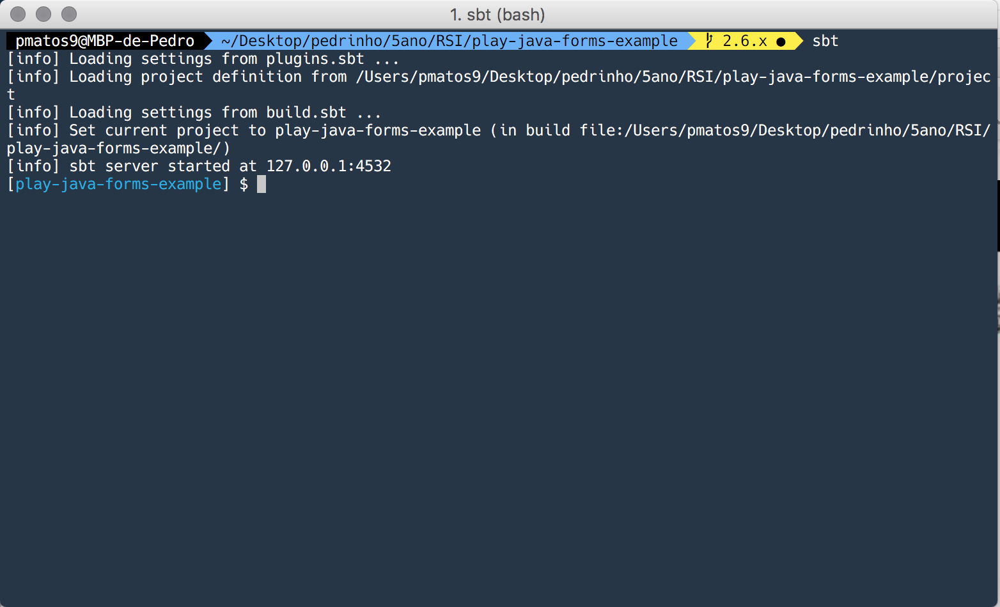 1. sbt (bash)
pmatos9@MBP-de-Pedro ~/Desktop/pedrinho/5ano/RSI/play-java-forms-example 2.6.x ● sbt
[info] Loading settings from plugins.sbt ...
[info] Loading project definition from /Users/pmatos9/Desktop/pedrinho/5ano/RSI/play-java-forms-example/projec
t
[info] Loading settings from build.sbt ...
[info] Set current project to play-java-forms-example (in build file:/Users/pmatos9/Desktop/pedrinho/5ano/RSI/
play-java-forms-example/)
[info] sbt server started at 127.0.0.1:4532
[play-java-forms-example] $